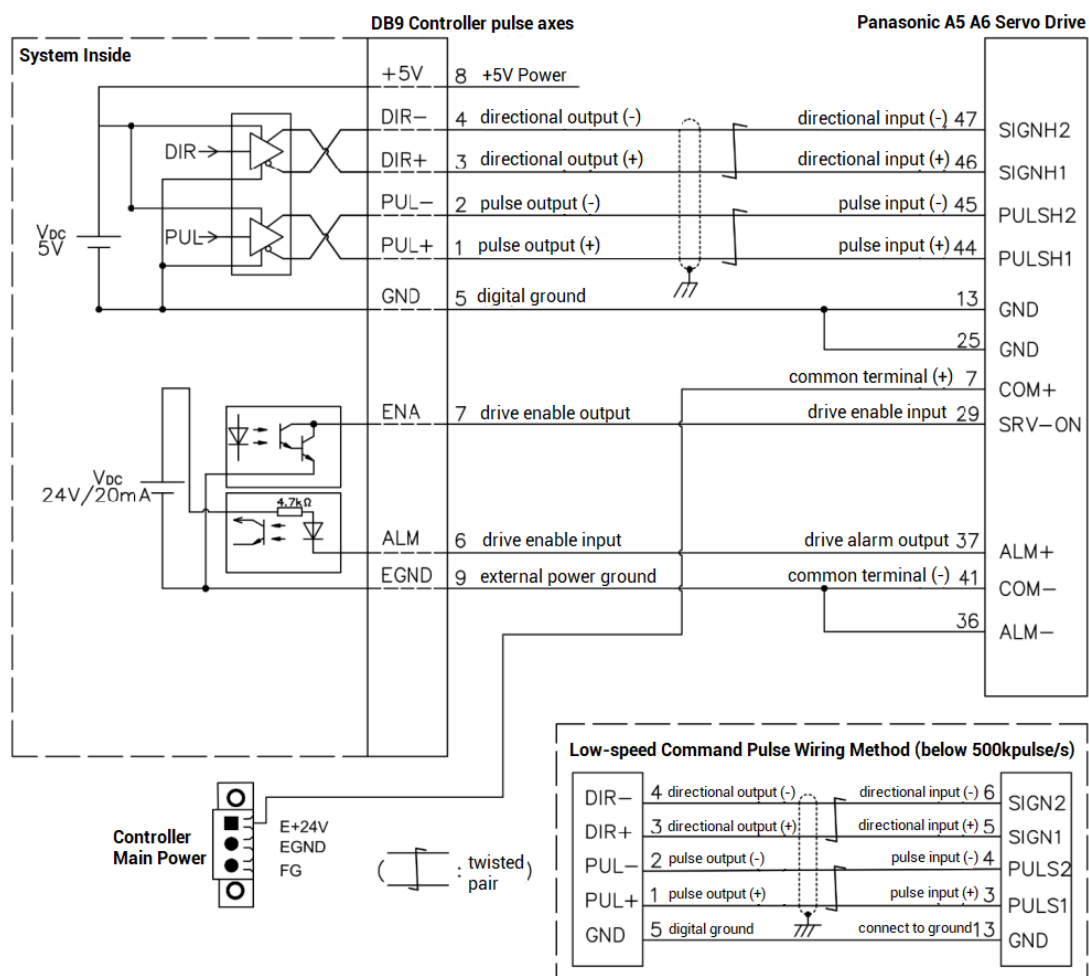 DB9 Controller pulse axes
Panasonic A5 A6 Servo Drive
System Inside
+5V 8 +5V Power
DIR- 4 directional output (-) directional input (-) 47 SIGNH2
DIR
DIR+ 3 directional output (+) directional input (+) 46 SIGNH1
PUL- 2 pulse output (-) pulse input (-) 45 PULSH2
VDC
5V
PUL
PUL+ 1 pulse output (+) pulse input (+) 44 PULSH1
GND 5 digital ground 13 GND
25 GND
common terminal (+) 7 COM+
ENA 7 drive enable output drive enable input 29 SRV-ON
VDC
24V/20mA
4.7kΩ
ALM 6 drive enable input drive alarm output 37 ALM+
EGND 9 external power ground common terminal (-) 41 COM-
36 ALM-
Controller
Main Power
E+24V
EGND
FG
( : twisted
pair )
Low-speed Command Pulse Wiring Method (below 500kpulse/s)
DIR- 4 directional output (-) directional input (-) 6 SIGN2
DIR+ 3 directional output (+) directional input (+) 5 SIGN1
PUL- 2 pulse output (-) pulse input (-) 4 PULS2
PUL+ 1 pulse output (+) pulse input (+) 3 PULS1
GND 5 digital ground connect to ground 13 GND